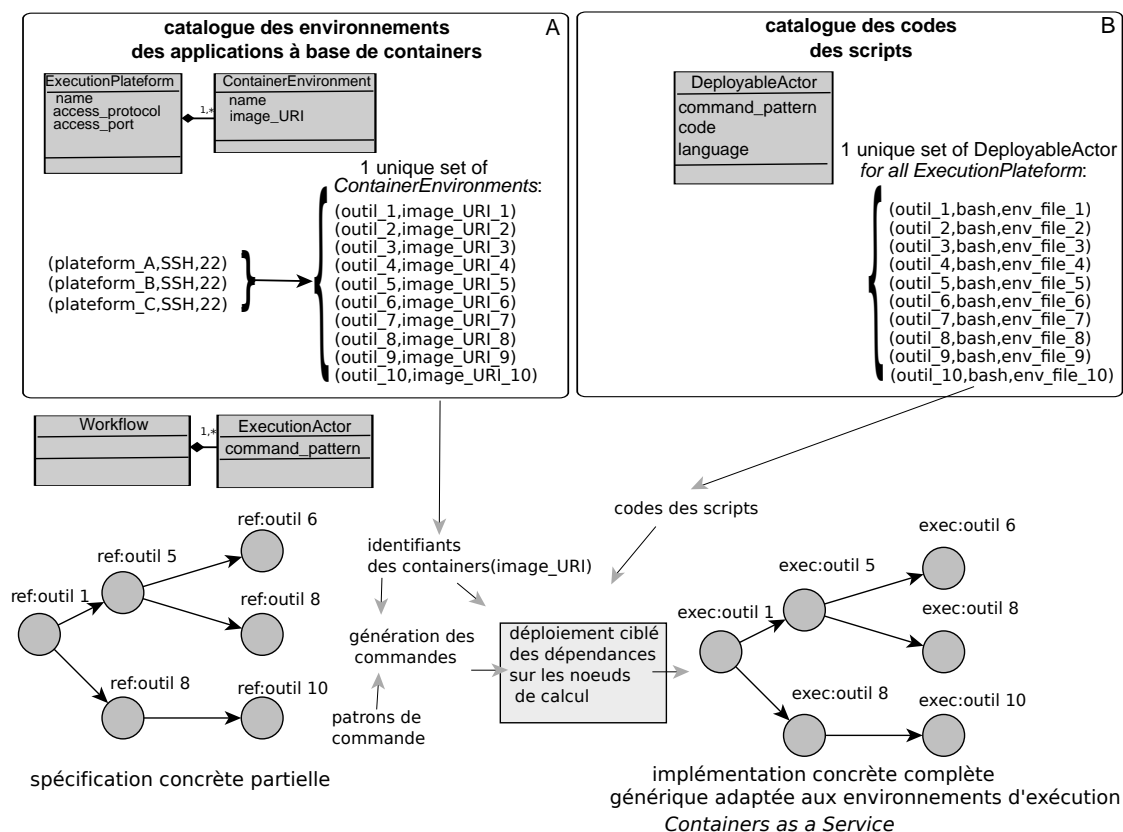 catalogue des environnements
des applications à base de containers
A
ExecutionPlateform
name
access_protocol
access_port
1,*
ContainerEnvironment
name
image_URI
1 unique set of
ContainerEnvironments:
(plateform_A,SSH,22)
(plateform_B,SSH,22)
(plateform_C,SSH,22)
(outil_1,image_URI_1)
(outil_2,image_URI_2)
(outil_3,image_URI_3)
(outil_4,image_URI_4)
(outil_5,image_URI_5)
(outil_6,image_URI_6)
(outil_7,image_URI_7)
(outil_8,image_URI_8)
(outil_9,image_URI_9)
(outil_10,image_URI_10)
catalogue des codes
des scripts
B
DeployableActor
command_pattern
code
language
1 unique set of DeployableActor
for all ExecutionPlateform:
(outil_1,bash,env_file_1)
(outil_2,bash,env_file_2)
(outil_3,bash,env_file_3)
(outil_4,bash,env_file_4)
(outil_5,bash,env_file_5)
(outil_6,bash,env_file_6)
(outil_7,bash,env_file_7)
(outil_8,bash,env_file_8)
(outil_9,bash,env_file_9)
(outil_10,bash,env_file_10)
Workflow
1,*
ExecutionActor
command_pattern
ref:outil 1
ref:outil 5
ref:outil 6
ref:outil 8
ref:outil 8
ref:outil 10
spécification concrète partielle
identifiants
des containers(image_URI)
codes des scripts
génération des
commandes
patrons de
commande
déploiement ciblé
des dépendances
sur les noeuds
de calcul
exec:outil 1
exec:outil 5
exec:outil 6
exec:outil 8
exec:outil 8
exec:outil 10
implémentation concrète complète
générique adaptée aux environnements d'exécution
Containers as a Service